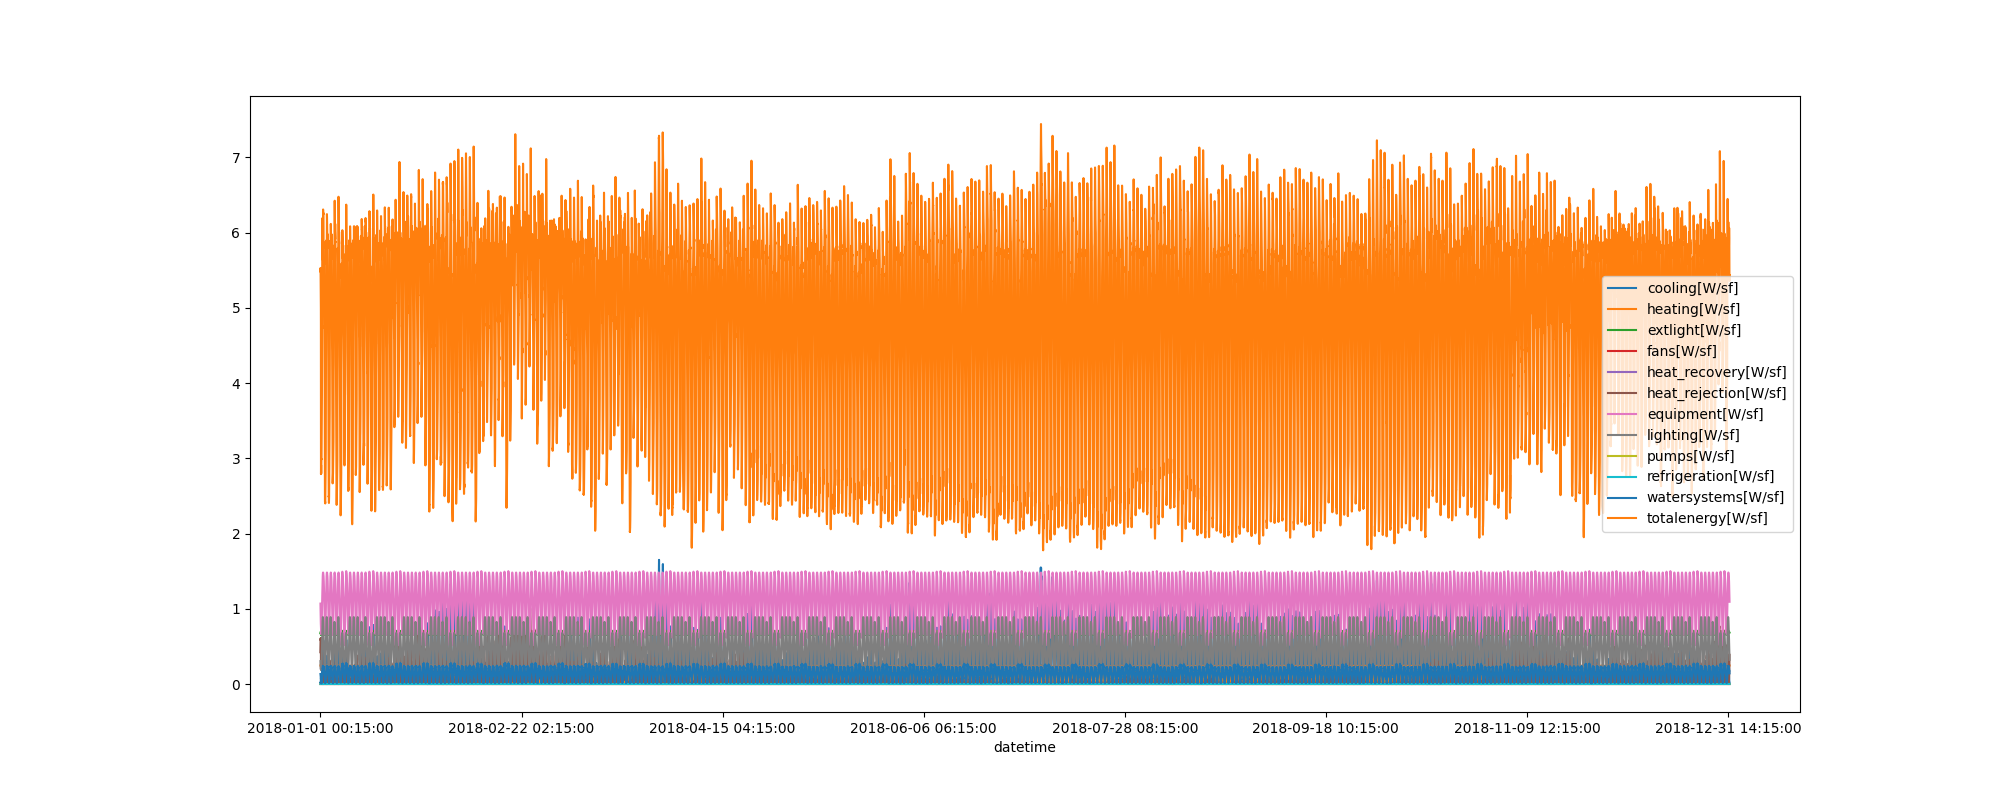 7
6
5
4
3
2
1
0
cooling[W/sf]
heating[W/sf]
extlight[W/sf]
fans[W/sf]
heat_recovery[W/sf]
heat_rejection[W/sf]
equipment[W/sf]
lighting[W/sf]
pumps[W/sf]
refrigeration[W/sf]
watersystems[W/sf]
totalenergy[W/sf]
2018-01-01 00:15:00 2018-02-22 02:15:00 2018-04-15 04:15:00 2018-06-06 06:15:00 2018-07-28 08:15:00 2018-09-18 10:15:00 2018-11-09 12:15:00 2018-12-31 14:15:00
datetime